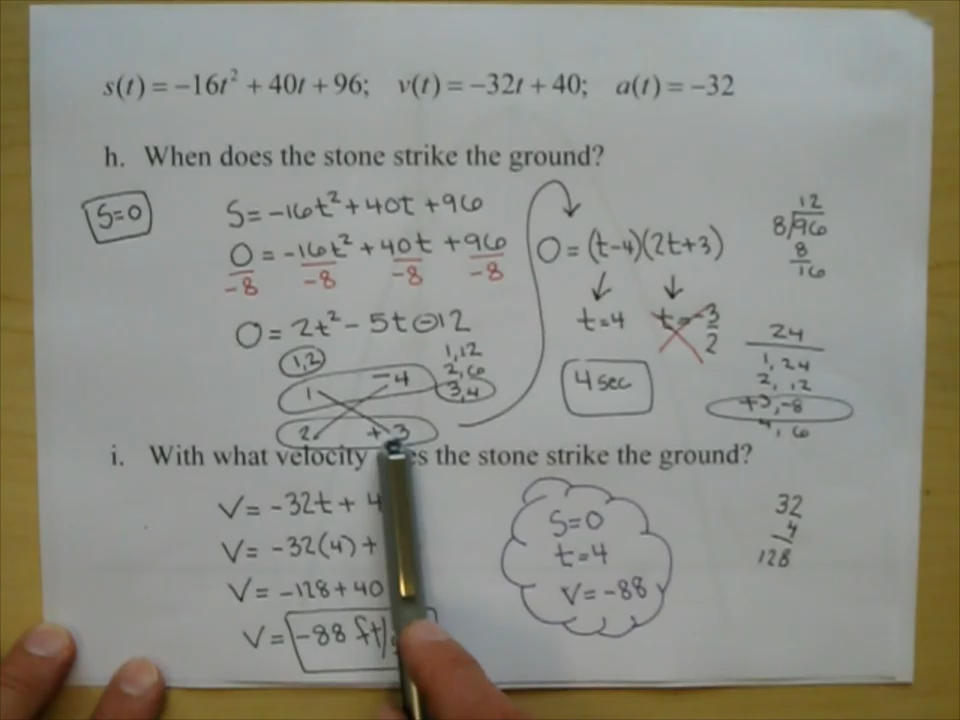 s(t) = −16t² + 40t + 96; v(t) = −32t + 40; a(t) = −32
h. When does the stone strike the ground?
S=0
S = -16t² + 40t + 96
0 = -16t² + 40t + 96
-8 -8 -8 -8
0 = 2t² - 5t - 12
1,2
1 -4
2 +3
1,12
2,6
3,4
0 = (t-4)(2t+3)
t=4 t=-3/2
4 sec
12
8)96
8
16
24
1, 24
2, 12
+3, -8
4, 6
i. With what velocity the stone strike the ground?
V = -32t + 4
V = -32(4) +
V = -128 + 40
V = -88 ft/
S=0
t=4
V=-88
32
4
128